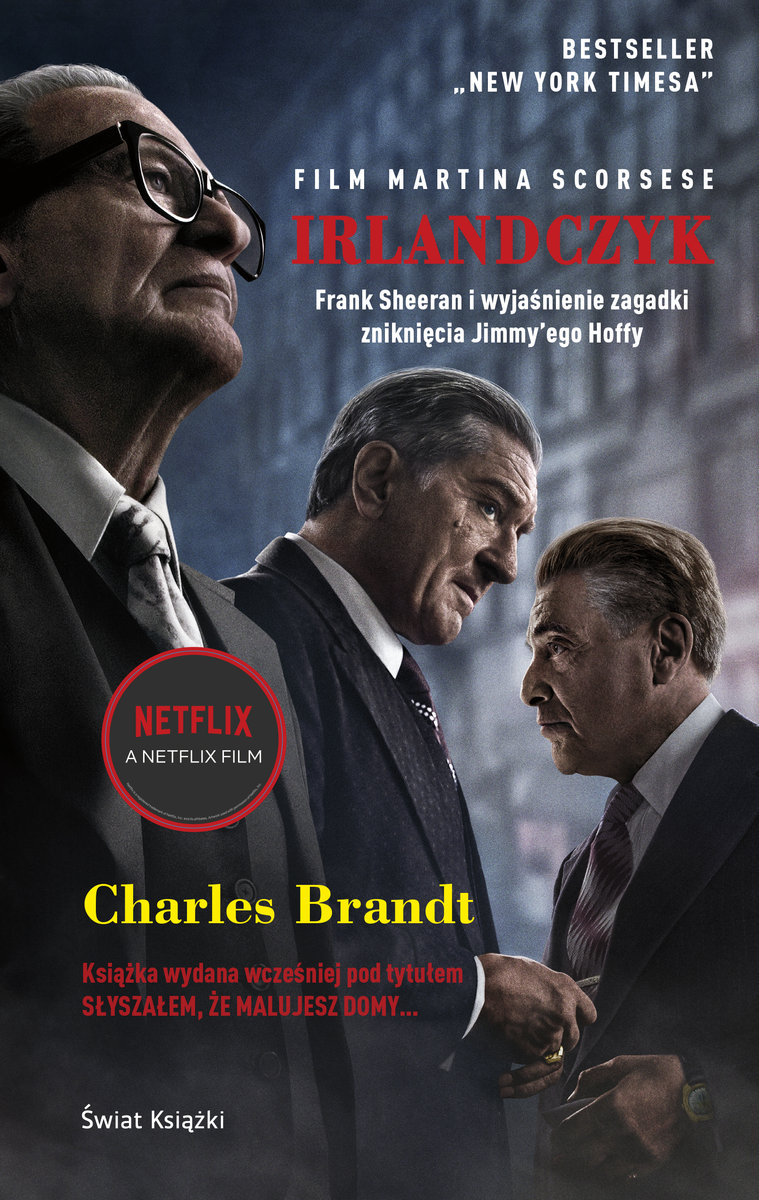 BESTSELLER
„NEW YORK TIMESA”
FILM MARTINA SCORSESE
IRLANDCZYK
Frank Sheeran i wyjaśnienie zagadki
zniknięcia Jimmy’ego Hoffy
NETFLIX
A NETFLIX FILM
Charles Brandt
Książka wydana wcześniej pod tytułem
SŁYSZAŁEM, ŻE MALUJESZ DOMY...
Świat Książki